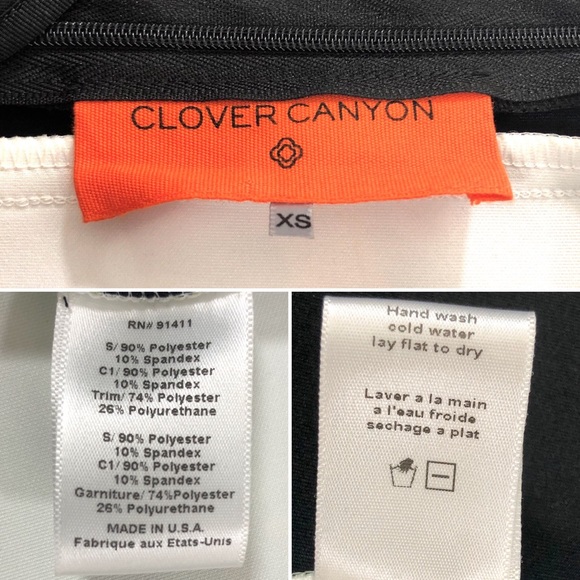 CLOVER CANYON
XS
RN# 91411
S/ 90% Polyester
10% Spandex
C1/ 90% Polyester
10% Spandex
Trim/ 74% Polyester
26% Polyurethane
S/ 90% Polyester
10% Spandex
C1/ 90% Polyester
10% Spandex
Garniture/ 74%Polyester
26% Polyurethane
MADE IN U.S.A.
Fabrique aux Etats-Unis
Hand wash
cold water
lay flat to dry
Laver a la main
a l'eau froide
sechage a plat